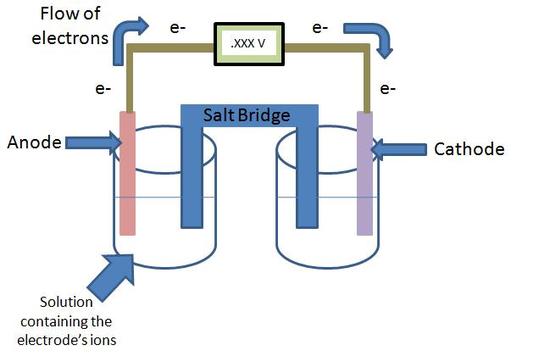 Flow of
electrons
e-
.XXX V
e-
e-
e-
Salt Bridge
Anode
Cathode
Solution
containing the
electrode's ions